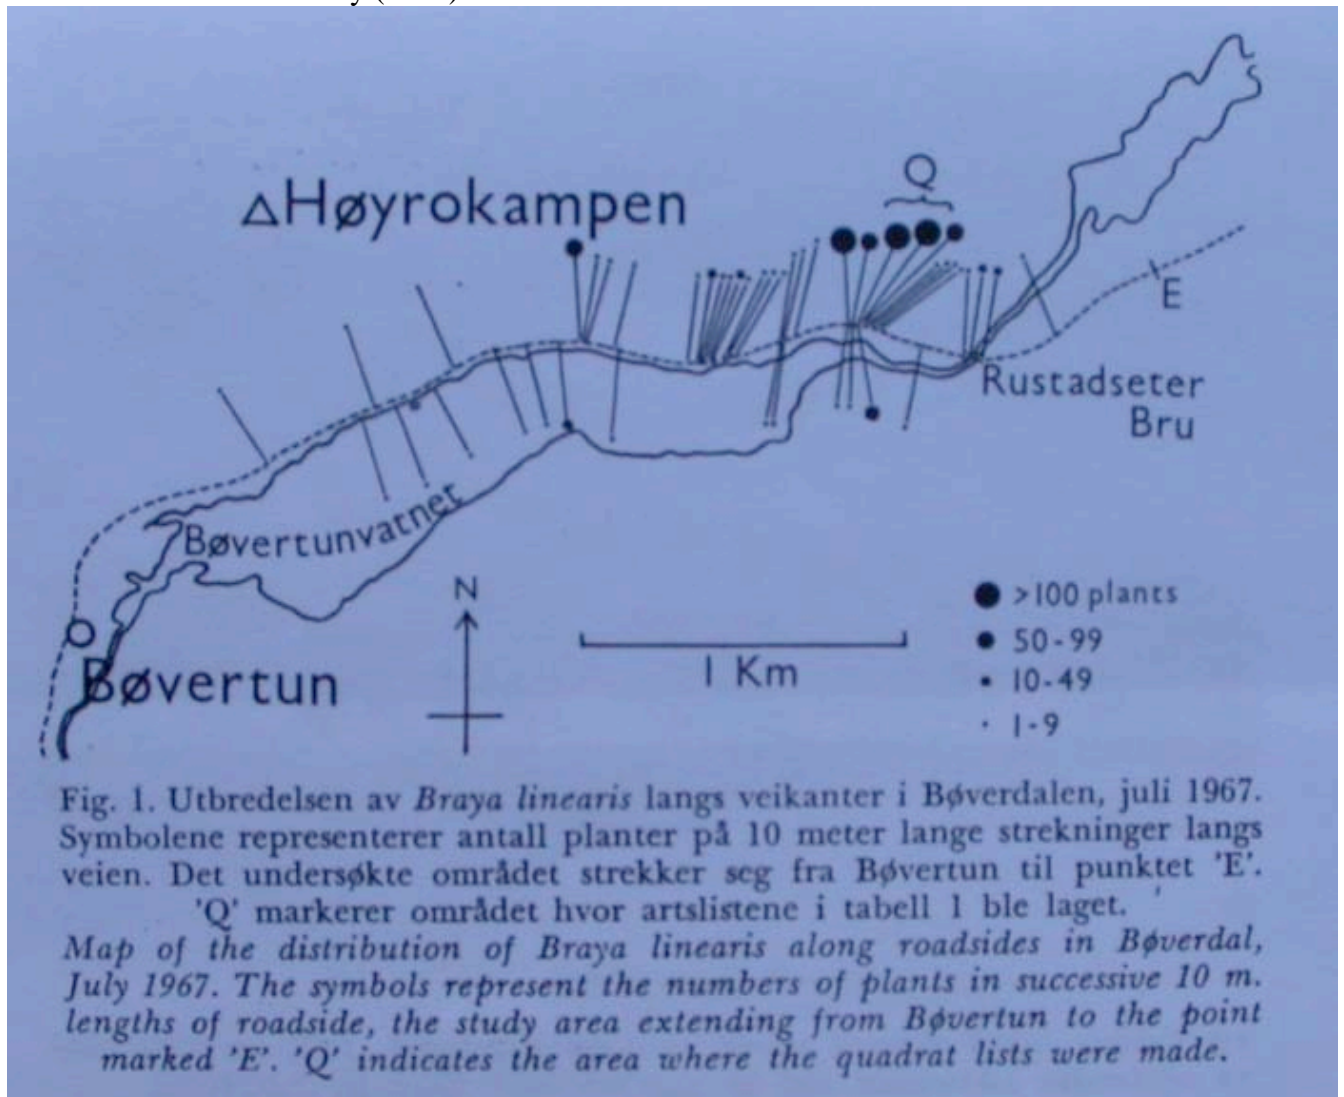 Q
△Høyrokampen
E
Rustadseter
Bru
Bøvertunvatnet
N
>100 plants
50-99
10-49
1-9
1 Km
Bøvertun
Fig. 1. Utbredelsen av Braya linearis langs veikanter i Bøverdalen, juli 1967.
Symbolene representerer antall planter på 10 meter lange strekninger langs
veien. Det undersøkte området strekker seg fra Bøvertun til punktet 'E'.
'Q' markerer området hvor artslistene i tabell 1 ble laget.
Map of the distribution of Braya linearis along roadsides in Bøverdal,
July 1967. The symbols represent the numbers of plants in successive 10 m.
lengths of roadside, the study area extending from Bøvertun to the point
marked 'E'. 'Q' indicates the area where the quadrat lists were made.